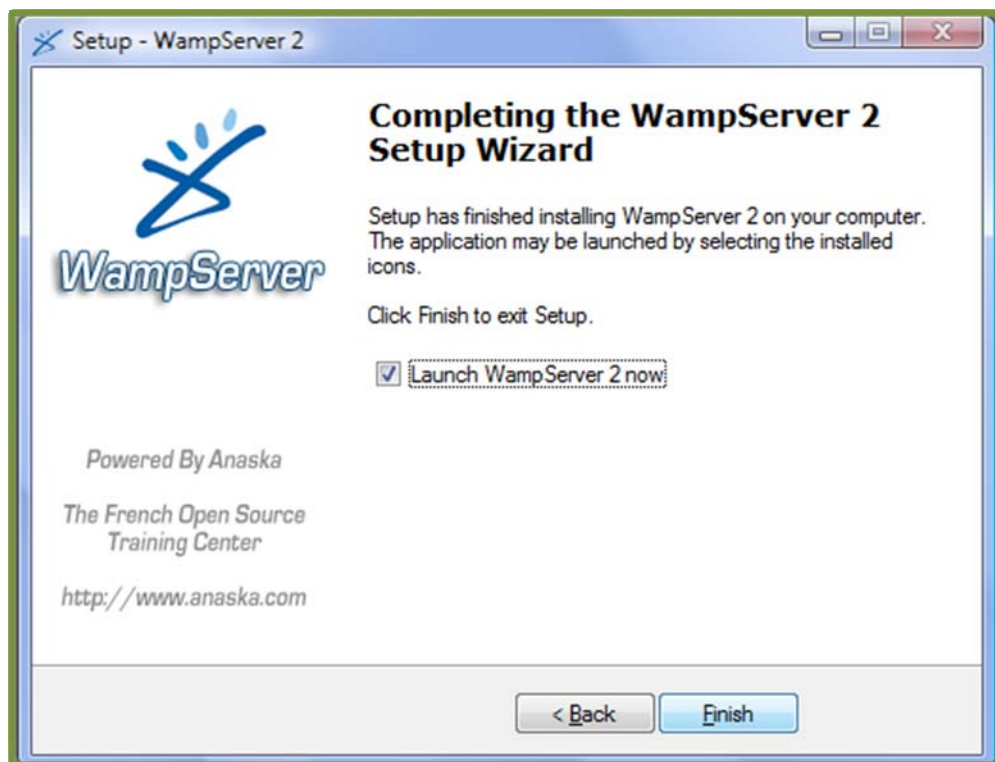 Setup - WampServer 2
WampServer
Powered By Anaska
The French Open Source
Training Center
http://www.anaska.com
Completing the WampServer 2
Setup Wizard
Setup has finished installing WampServer 2 on your computer.
The application may be launched by selecting the installed
icons.
Click Finish to exit Setup.
Launch WampServer 2 now
< Back
Finish